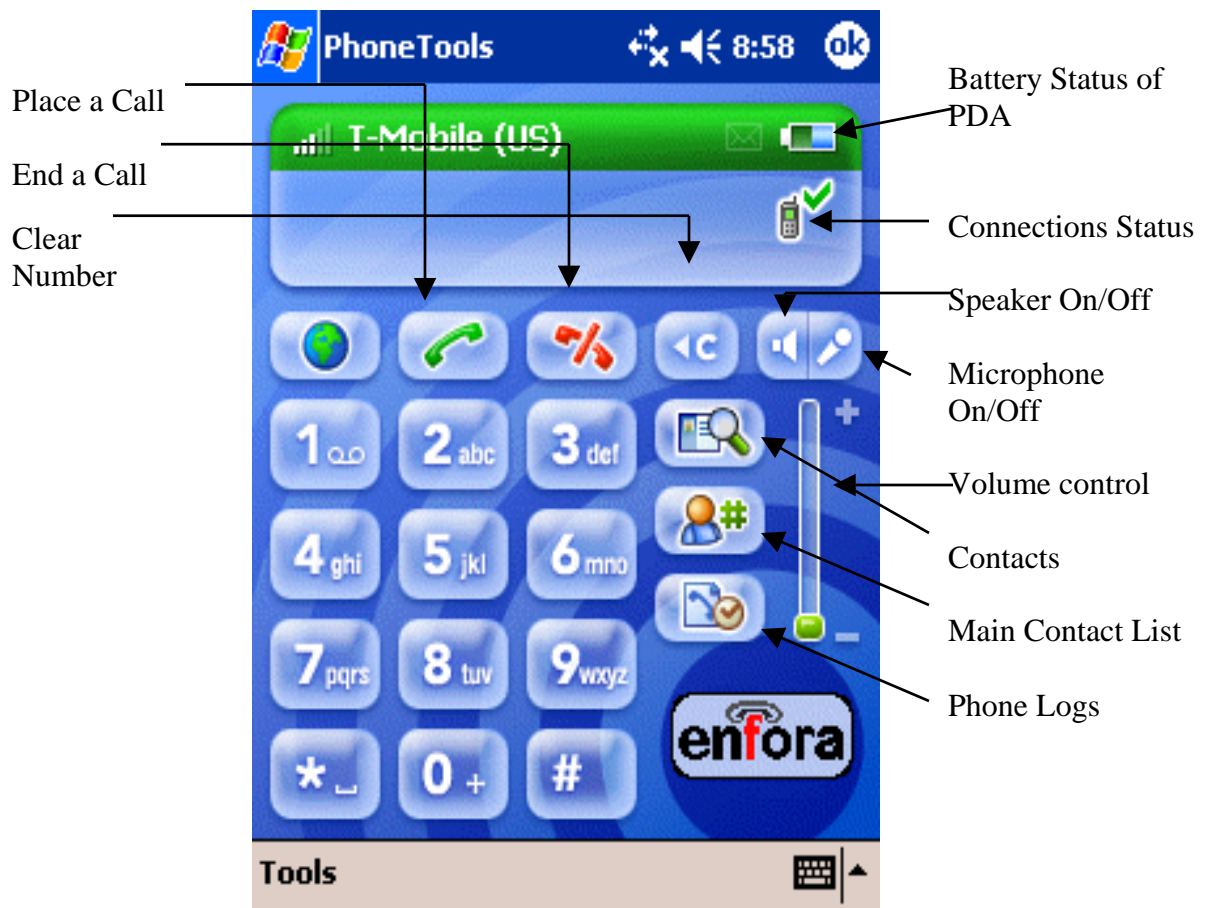 PhoneTools 8:58 ok
Place a Call
End a Call
Clear
Number
T-Mobile (US)
Battery Status of
PDA
Connections Status
Speaker On/Off
Microphone
On/Off
Volume control
Contacts
Main Contact List
Phone Logs
C
1
2 abc
3 def
+
4 ghi
5 jkl
6 mno
7 pqrs
8 tuv
9 wxyz
-
* ⎵
0 +
#
enfora
Tools